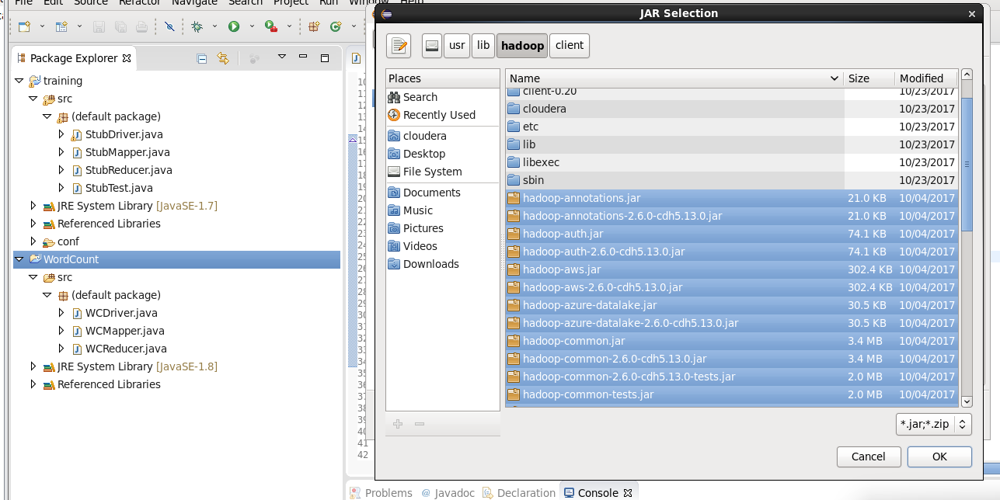 File Edit Source Refactor Navigate Search Project Run Window Help
JAR Selection
Package Explorer
training
src
(default package)
StubDriver.java
StubMapper.java
StubReducer.java
StubTest.java
JRE System Library [JavaSE-1.7]
Referenced Libraries
conf
WordCount
src
(default package)
WCDriver.java
WCMapper.java
WCReducer.java
JRE System Library [JavaSE-1.8]
Referenced Libraries
10
11
12
13
14
15
16
17
18
19
20
21
22
23
24
25
26
27
28
29
30
31
32
33
34
35
36
37
38
39
40
41
42
usr lib hadoop client
Places
Search
Recently Used
cloudera
Desktop
File System
Documents
Music
Pictures
Videos
Downloads
Name Size Modified
client-0.20 10/23/2017
cloudera 10/23/2017
etc 10/23/2017
lib 10/23/2017
libexec 10/23/2017
sbin 10/23/2017
hadoop-annotations.jar 21.0 KB 10/04/2017
hadoop-annotations-2.6.0-cdh5.13.0.jar 21.0 KB 10/04/2017
hadoop-auth.jar 74.1 KB 10/04/2017
hadoop-auth-2.6.0-cdh5.13.0.jar 74.1 KB 10/04/2017
hadoop-aws.jar 302.4 KB 10/04/2017
hadoop-aws-2.6.0-cdh5.13.0.jar 302.4 KB 10/04/2017
hadoop-azure-datalake.jar 30.5 KB 10/04/2017
hadoop-azure-datalake-2.6.0-cdh5.13.0.jar 30.5 KB 10/04/2017
hadoop-common.jar 3.4 MB 10/04/2017
hadoop-common-2.6.0-cdh5.13.0.jar 3.4 MB 10/04/2017
hadoop-common-2.6.0-cdh5.13.0-tests.jar 2.0 MB 10/04/2017
hadoop-common-tests.jar 2.0 MB 10/04/2017
*.jar;*.zip
Cancel OK
Problems @ Javadoc Declaration Console